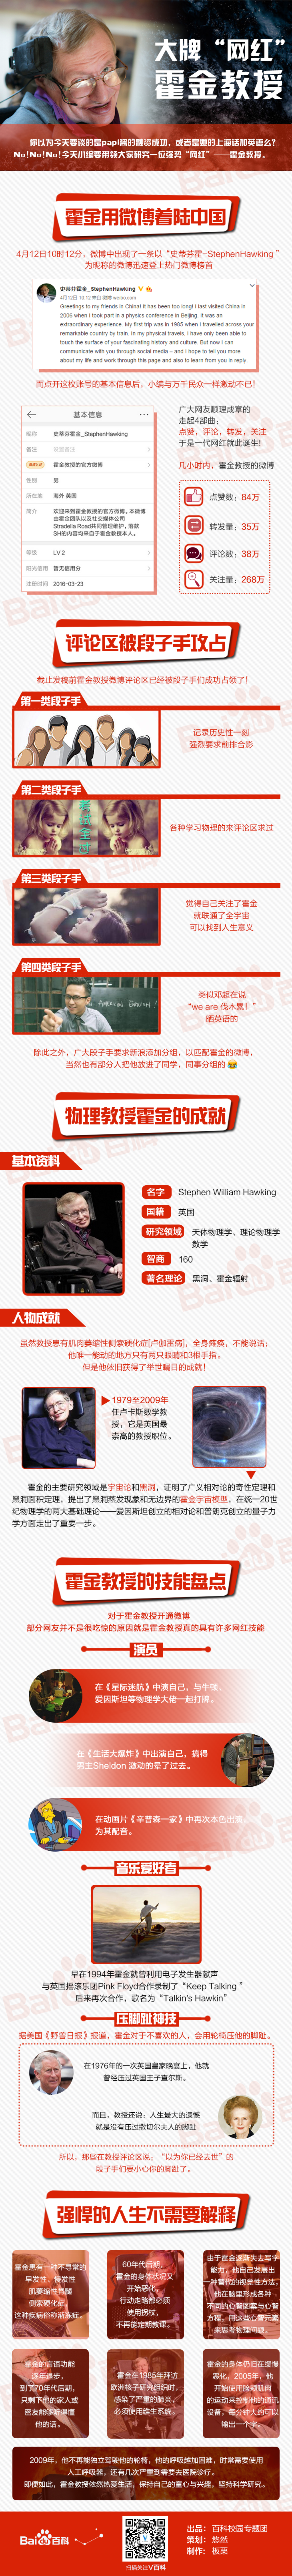 大牌“网红”
霍金教授
你以为今天要谈的是papi酱的融资成功，或者是她的上海话加英语么？
No！No！No！今天小编要带领大家研究一位强势“网红”——霍金教授。
霍金用微博着陆中国
4月12日10时12分，微博中出现了一条以“史蒂芬霍-StephenHawking ”
为昵称的微博迅速登上热门微博榜首
史蒂芬霍金_StephenHawking
4月12日 10:12 来自 微博 weibo.com
Greetings to my friends in China! It has been too long! I last visited China in
2006 when I took part in a physics conference in Beijing. It was an
extraordinary experience. My first trip was in 1985 when I travelled across your
remarkable country by train. In my physical travels, I have only been able to
touch the surface of your fascinating history and culture. But now I can
communicate with you through social media – and I hope to tell you more
about my life and work through this page and also to learn from you in reply.
而点开这枚账号的基本信息后，小编与万千民众一样激动不已！
基本信息
昵称 史蒂芬霍金_StephenHawking
备注 设置备注
霍金教授的官方微博
性别 男
所在地 海外 英国
简介 欢迎来到霍金教授的官方微博。本微博
由霍金团队以及社交媒体公司
Stradella Road共同管理维护，落款
SH的内容均来自于霍金教授本人。
等级 LV 2
阳光信用 暂无信用分
注册时间 2016-03-23
广大网友顺理成章的
走起4部曲：
点赞，评论，转发，关注
于是一代网红就此诞生！
几小时内，霍金教授的微博
点赞数：84万
转发量：35万
评论数：38万
关注量：268万
评论区被段子手攻占
截止发稿前霍金教授微博评论区已经被段子手们成功占领了！
第一类段子手
记录历史性一刻
强烈要求前排合影
第二类段子手
考试全过
各种学习物理的来评论区求过
第三类段子手
觉得自己关注了霍金
就联通了全宇宙
可以找到人生意义
第四类段子手
类似邓超在说
“we are 伐木累！”
晒英语的
除此之外，广大段子手要求新浪添加分组，以匹配霍金的微博，
当然也有部分人把他放进了同学，同事分组的
物理教授霍金的成就
基本资料
名字 Stephen William Hawking
国籍 英国
研究领域 天体物理学、理论物理学
数学
智商 160
著名理论 黑洞、霍金辐射
人物成就
虽然教授患有肌肉萎缩性侧索硬化症[卢伽雷病]，全身瘫痪，不能说话；
他唯一能动的地方只有两只眼睛和3根手指。
但是他依旧获得了举世瞩目的成就！
1979至2009年
任卢卡斯数学教
授，它是英国最
崇高的教授职位。
霍金的主要研究领域是宇宙论和黑洞，证明了广义相对论的奇性定理和
黑洞面积定理，提出了黑洞蒸发现象和无边界的霍金宇宙模型，在统一20世
纪物理学的两大基础理论——爱因斯坦创立的相对论和普朗克创立的量子力
学方面走出了重要一步。
霍金教授的技能盘点
对于霍金教授开通微博
部分网友并不是很吃惊的原因就是霍金教授真的具有许多网红技能
演员
在《星际迷航》中演自己，与牛顿、
爱因斯坦等物理学大佬一起打牌。
在《生活大爆炸》中出演自己，搞得
男主Sheldon 激动的晕了过去。
在动画片《辛普森一家》中再次本色出演，
为其配音。
音乐爱好者
早在1994年霍金就曾利用电子发生器献声
与英国摇滚乐团Pink Floyd合作录制了“Keep Talking ”
后来再次合作，歌名为“Talkin's Hawkin”
压脚趾神技
据英国《野兽日报》报道，霍金对于不喜欢的人，会用轮椅压他的脚趾。
在1976年的一次英国皇家晚宴上，他就
曾经压过英国王子查尔斯。
而且，教授还说：人生最大的遗憾
就是没有压过撒切尔夫人的脚趾
所以，那些在教授评论区说：“以为你已经去世”的
段子手们要小心你的脚趾了。
强悍的人生不需要解释
霍金患有一种不寻常的
早发性、慢发性
肌萎缩性脊髓
侧索硬化症，
这种疾病俗称渐冻症。
60年代后期，
霍金的身体状况又
开始恶化，
行动走路都必须
使用拐杖，
不再能定期教课。
由于霍金逐渐失去写字
能力，他自己发展出
一种替代的视觉性方法，
他在脑里形成各种
不同的心智图案与心智
方程，用这些心智元素
来思考物理问题。
霍金的言语功能
逐年退步，
到了70年代后期，
只剩下他的家人或
密友能够听得懂
他的话。
霍金在1985年拜访
欧洲核子研究组织时，
感染了严重的肺炎，
必须使用维生系统。
霍金的身体仍旧在缓慢
恶化，2005年，他
开始使用脸颊肌肉
的运动来控制他的通讯
设备，每分钟大约可以
输出一个字。
2009年，他不再能独立驾驶他的轮椅，他的呼吸越加困难，时常需要使用
人工呼吸器，还有几次严重到需要去医院诊疗。
即使如此，霍金教授依然热爱生活，保持自己的童心与兴趣，坚持科学研究。
Bai百科
扫描关注V百科
出品：百科校园专题团
策划：悠然
制作：板栗